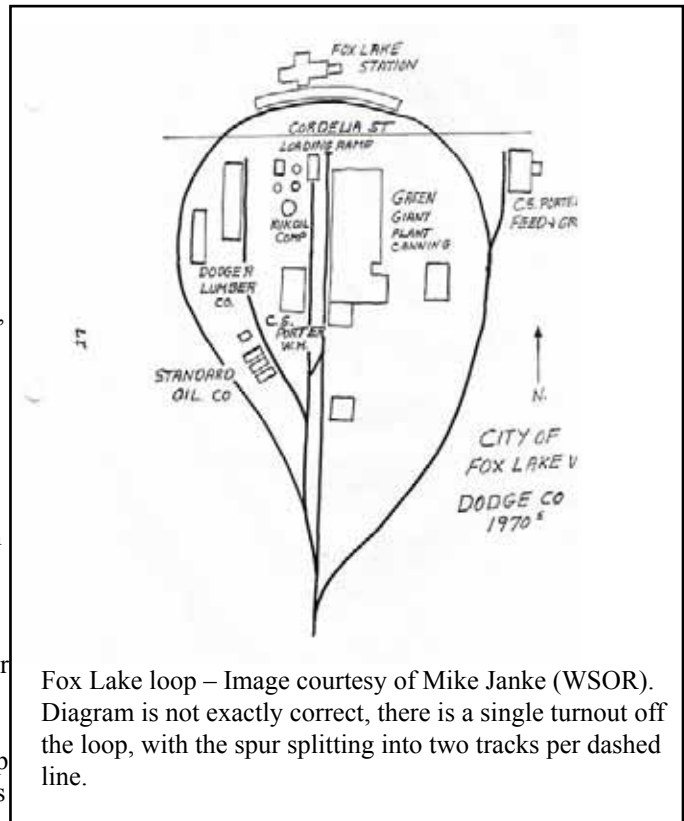 FOX LAKE
STATION
CORDELIA ST
LOADING RAMP
GREEN
GIANT
PLANT
CANNING
C.S. PORTE
FEED & GR
COMP
DODGE
LUMBER
CO.
C.S.
PORTER
W.H.
STANDARD
OIL CO
27
N.
CITY OF
FOX LAKE W
DODGE CO
1970 S
Fox Lake loop – Image courtesy of Mike Janke (WSOR).
Diagram is not exactly correct, there is a single turnout off
the loop, with the spur splitting into two tracks per dashed
line.